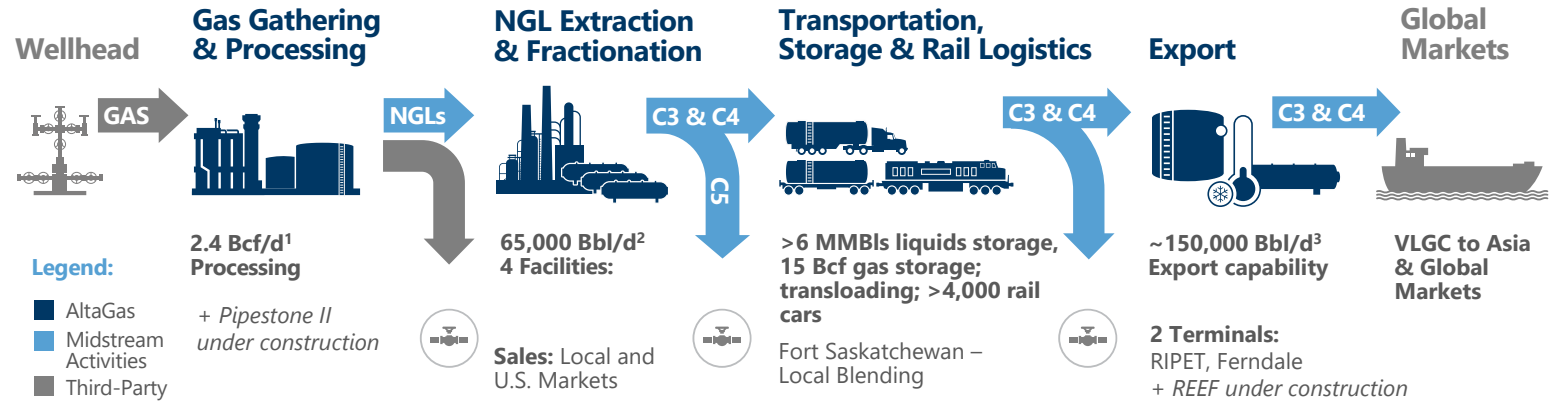 Wellhead
Gas Gathering
& Processing
NGL Extraction
& Fractionation
Transportation,
Storage & Rail Logistics
Export
Global
Markets
GAS
NGLs
C3 & C4
C5
C3 & C4
C3 & C4
2.4 Bcf/d¹
Processing
+ Pipestone II
under construction
65,000 Bbl/d²
4 Facilities:
Sales: Local and
U.S. Markets
>6 MMBls liquids storage,
15 Bcf gas storage;
transloading; >4,000 rail
cars
Fort Saskatchewan –
Local Blending
~150,000 Bbl/d³
Export capability
2 Terminals:
RIPET, Ferndale
+ REEF under construction
VLGC to Asia
& Global
Markets
Legend:
AltaGas
Midstream
Activities
Third-Party